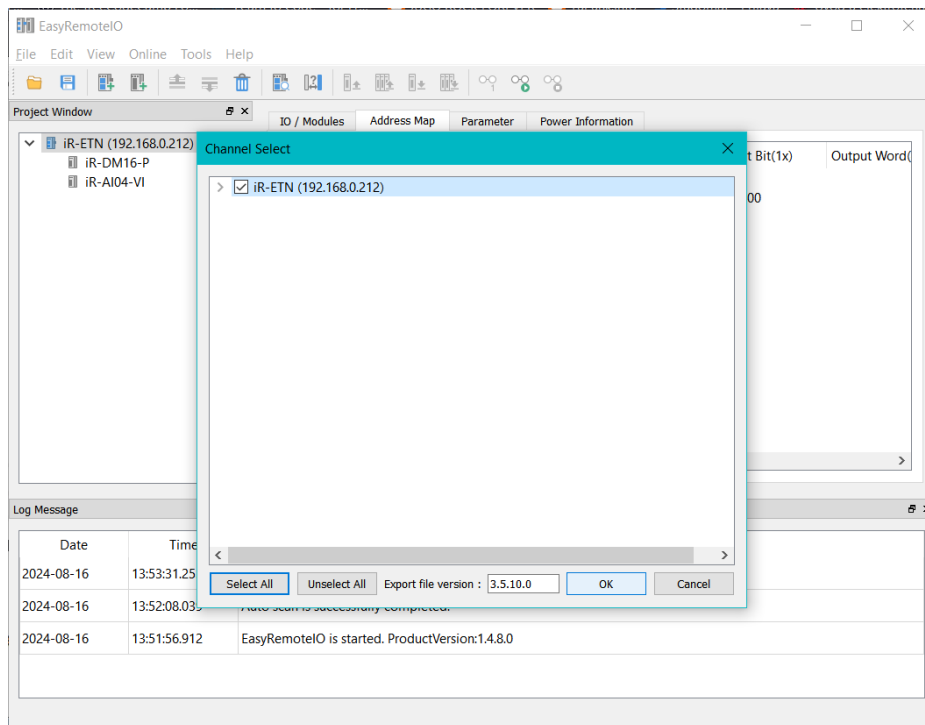 EasyRemoteIO
File Edit View Online Tools Help
Project Window
IO / Modules Address Map Parameter Power Information
iR-ETN (192.168.0.212)
iR-DM16-P
iR-AI04-VI
t Bit(1x) Output Word(
00
Channel Select
iR-ETN (192.168.0.212)
Select All Unselect All Export file version : 3.5.10.0 OK Cancel
Log Message
Date Time
2024-08-16 13:53:31.25
2024-08-16 13:52:08.039 Auto scan is successfully completed.
2024-08-16 13:51:56.912 EasyRemoteIO is started. ProductVersion:1.4.8.0